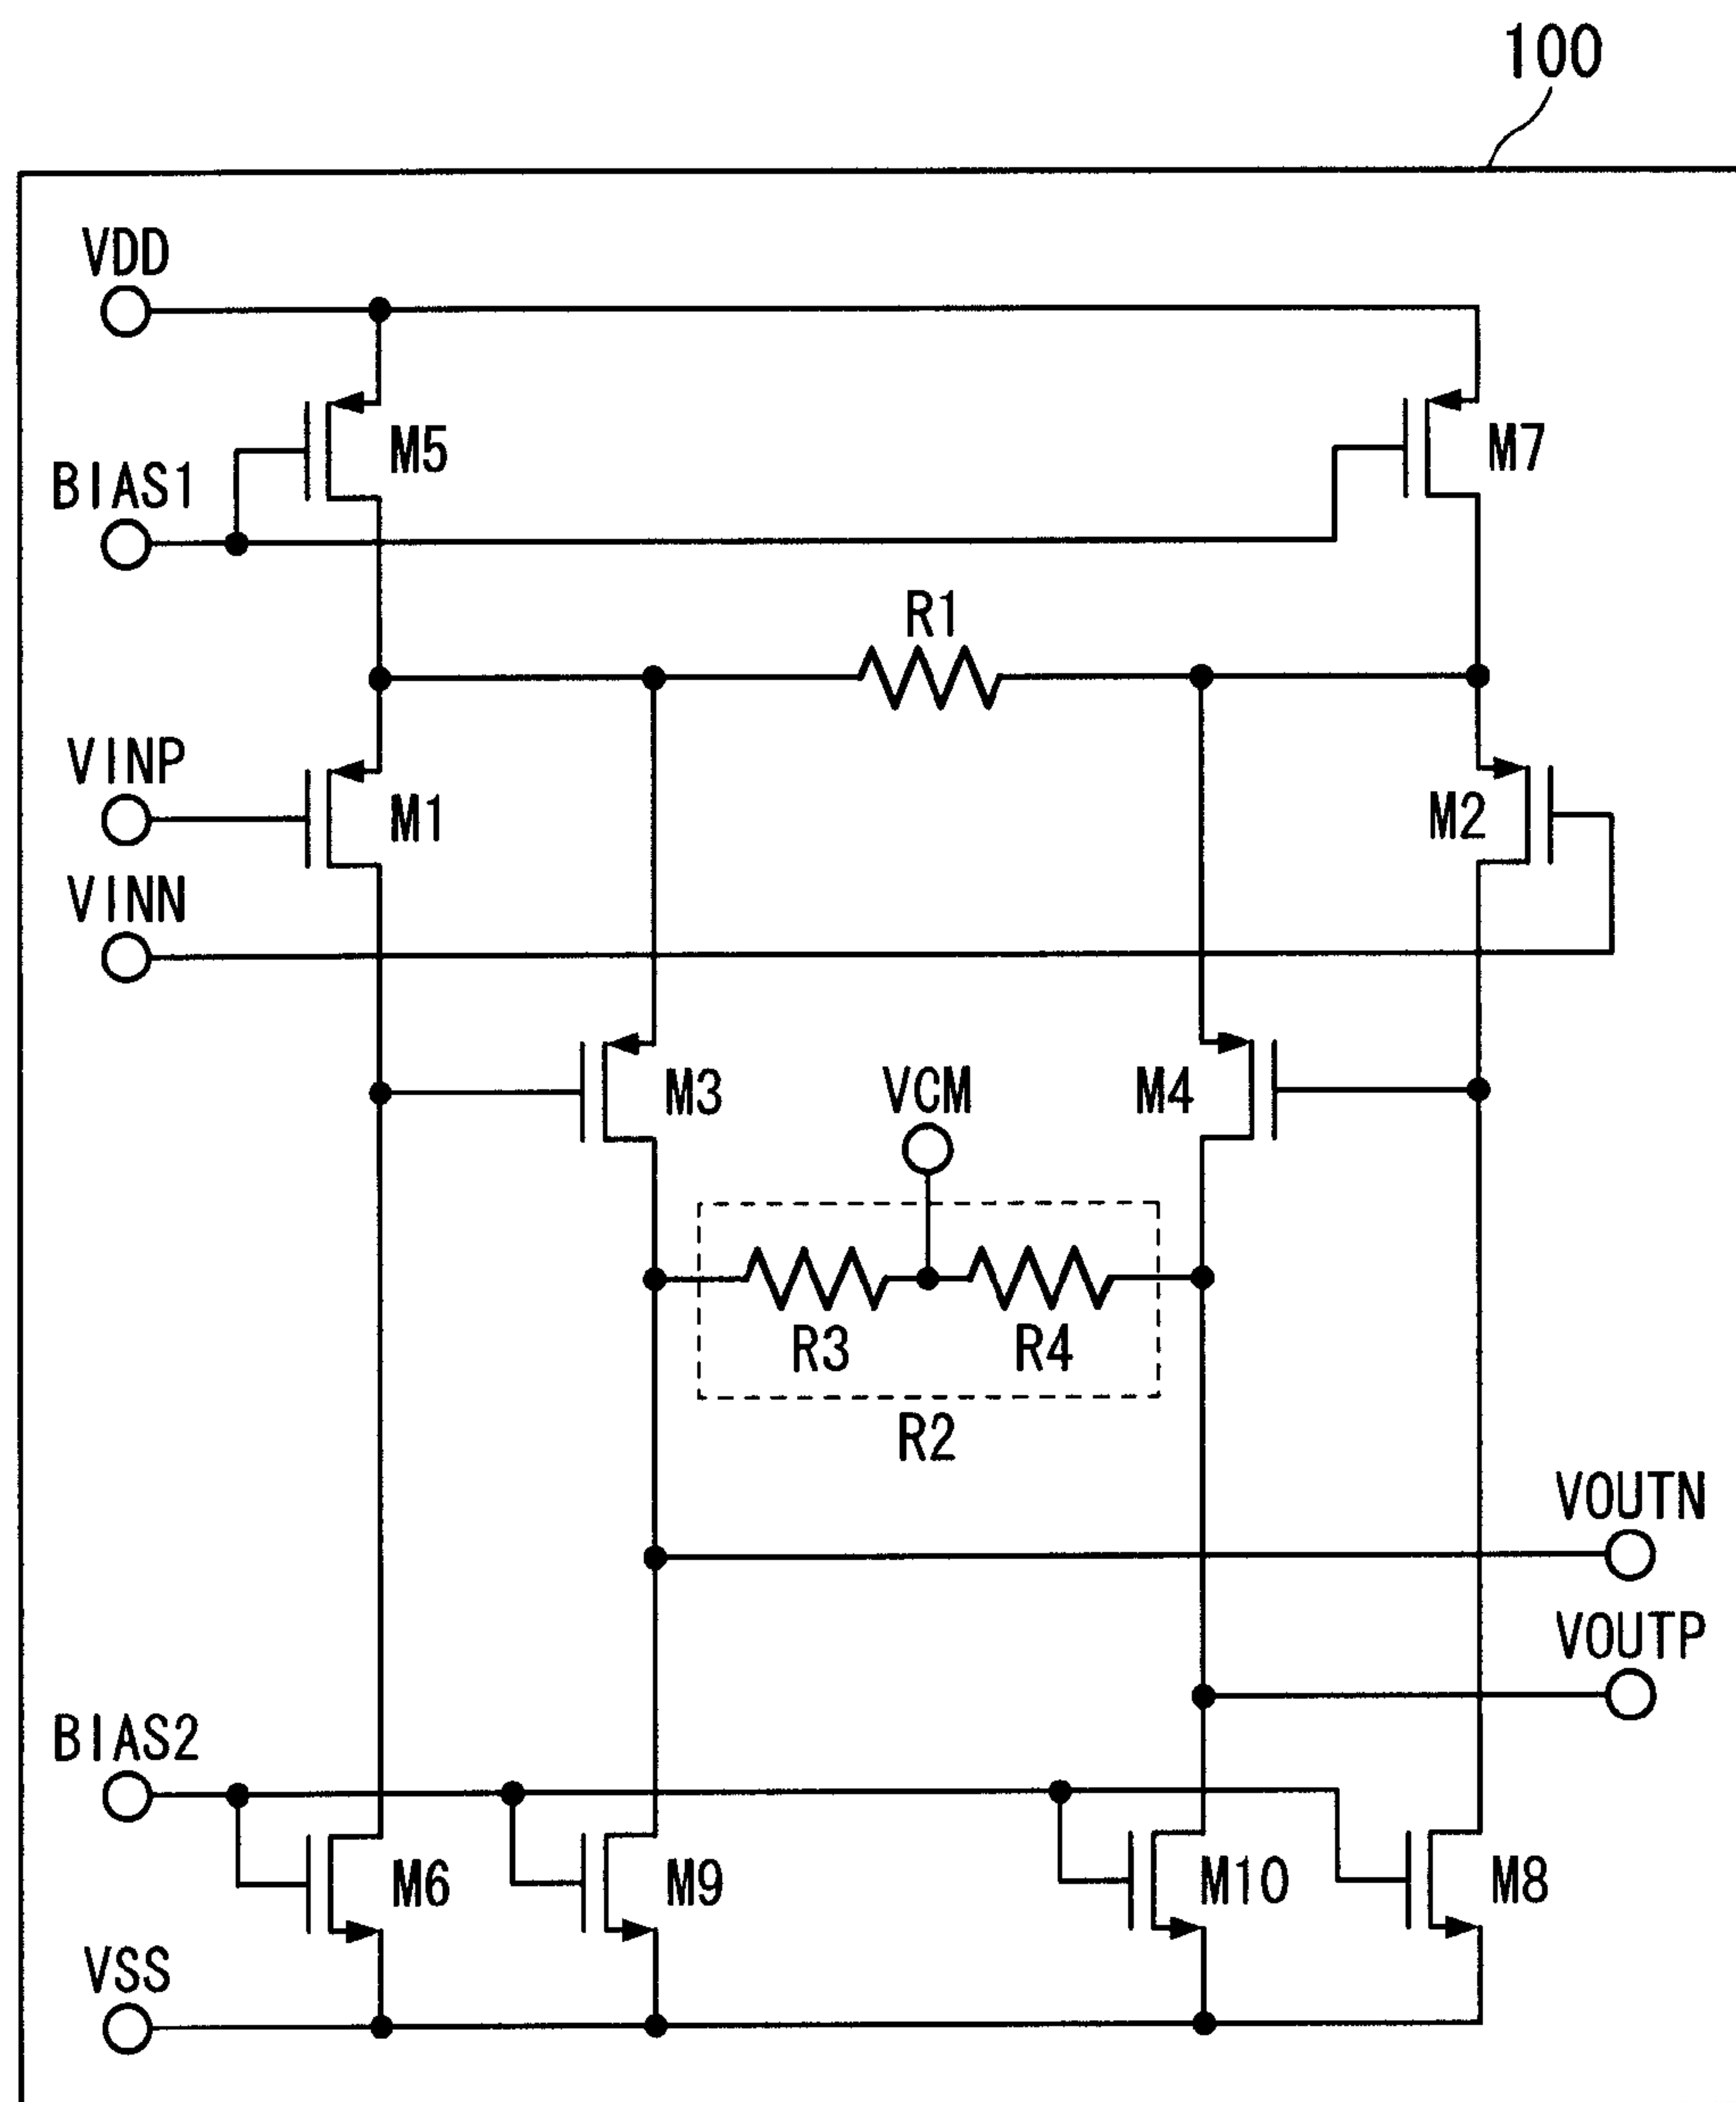 100
VDD
M5
M7
BIAS1
R1
VINP
M1
M2
VINN
M3
VCM
M4
R3
R4
R2
VOUTN
VOUTP
BIAS2
M6
M9
M10
M8
VSS